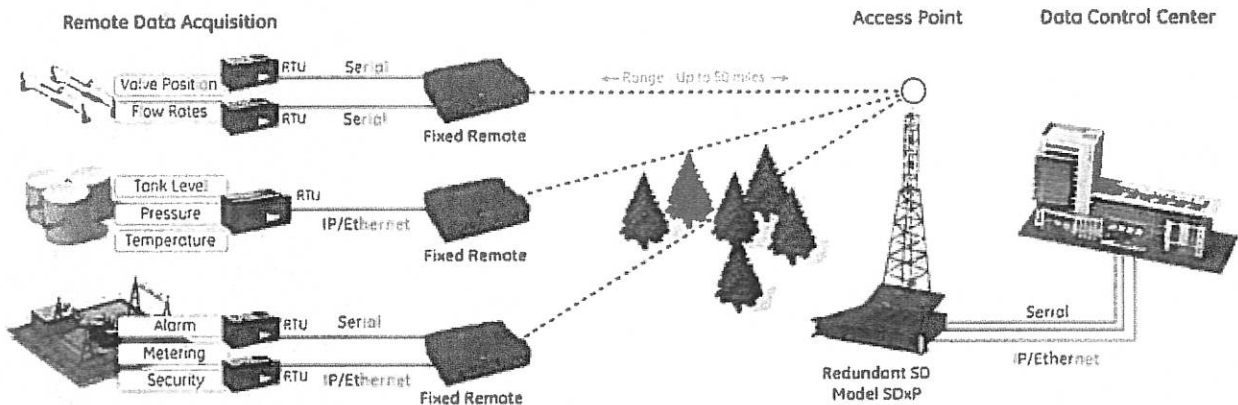 Remote Data Acquisition
Access Point
Data Control Center
Valve Position
Flow Rates
RTU
Serial
RTU
Serial
Fixed Remote
Range Up to 50 miles
Tank Level
Pressure
Temperature
RTU
IP/Ethernet
Fixed Remote
Alarm
Metering
Security
RTU
Serial
RTU
IP/Ethernet
Fixed Remote
Redundant SD
Model SDxP
Serial
IP/Ethernet